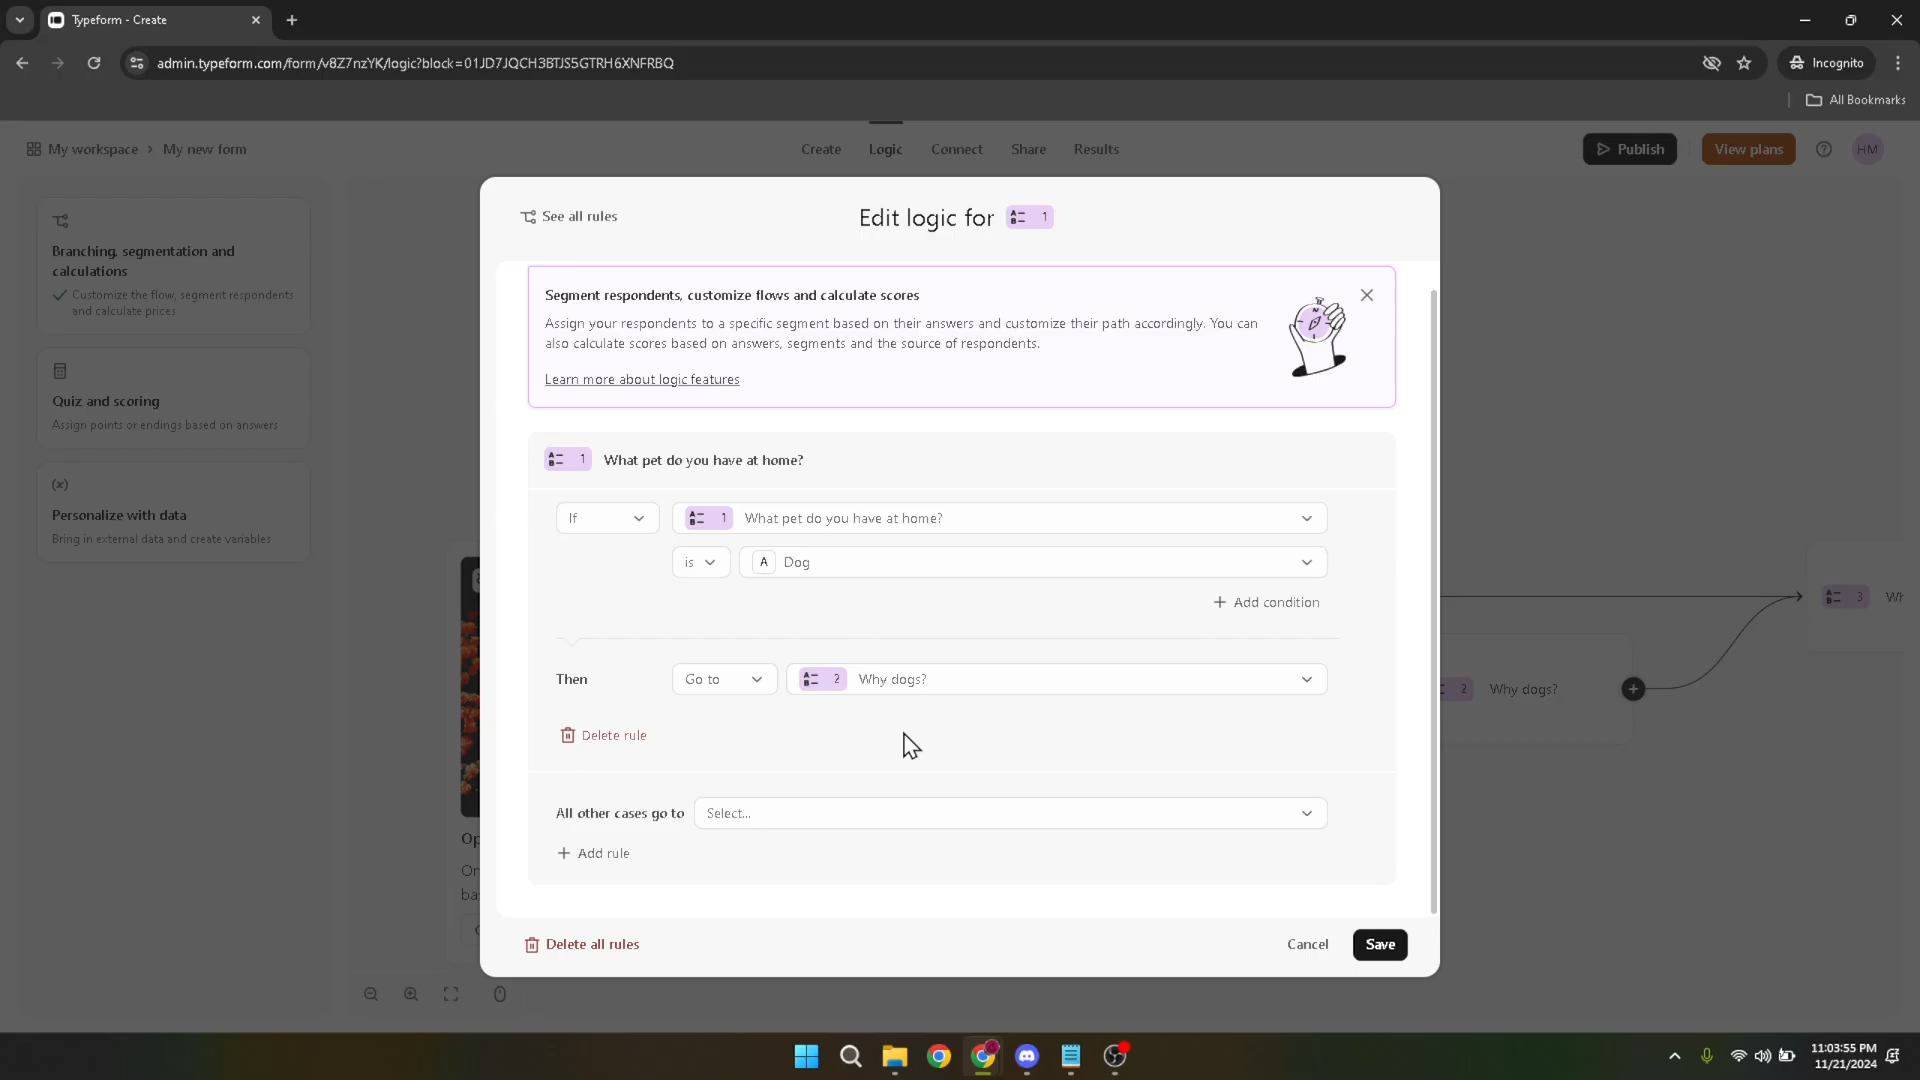 Typeform - Create
admin.typeform.com/form/v8Z7nzYK/logic?block=01JD7JQCH3BTJS5GTRH6XNFRBQ
Incognito
All Bookmarks
My workspace > My new form
Create Logic Connect Share Results
Publish
View plans
HM
See all rules
Edit logic for 1
Branching, segmentation and
calculations
Customize the flow, segment respondents
and calculate prices
Quiz and scoring
Assign points or endings based on answers
(x)
Personalize with data
Bring in external data and create variables
Segment respondents, customize flows and calculate scores
Assign your respondents to a specific segment based on their answers and customize their path accordingly. You can
also calculate scores based on answers, segments and the source of respondents.
Learn more about logic features
1 What pet do you have at home?
If 1 What pet do you have at home?
is A Dog
+ Add condition
Then Go to 2 Why dogs?
Delete rule
All other cases go to Select...
+ Add rule
Delete all rules
Cancel Save
3 Wh
2 Why dogs?
Op
On
ba
11:03:55 PM
11/21/2024